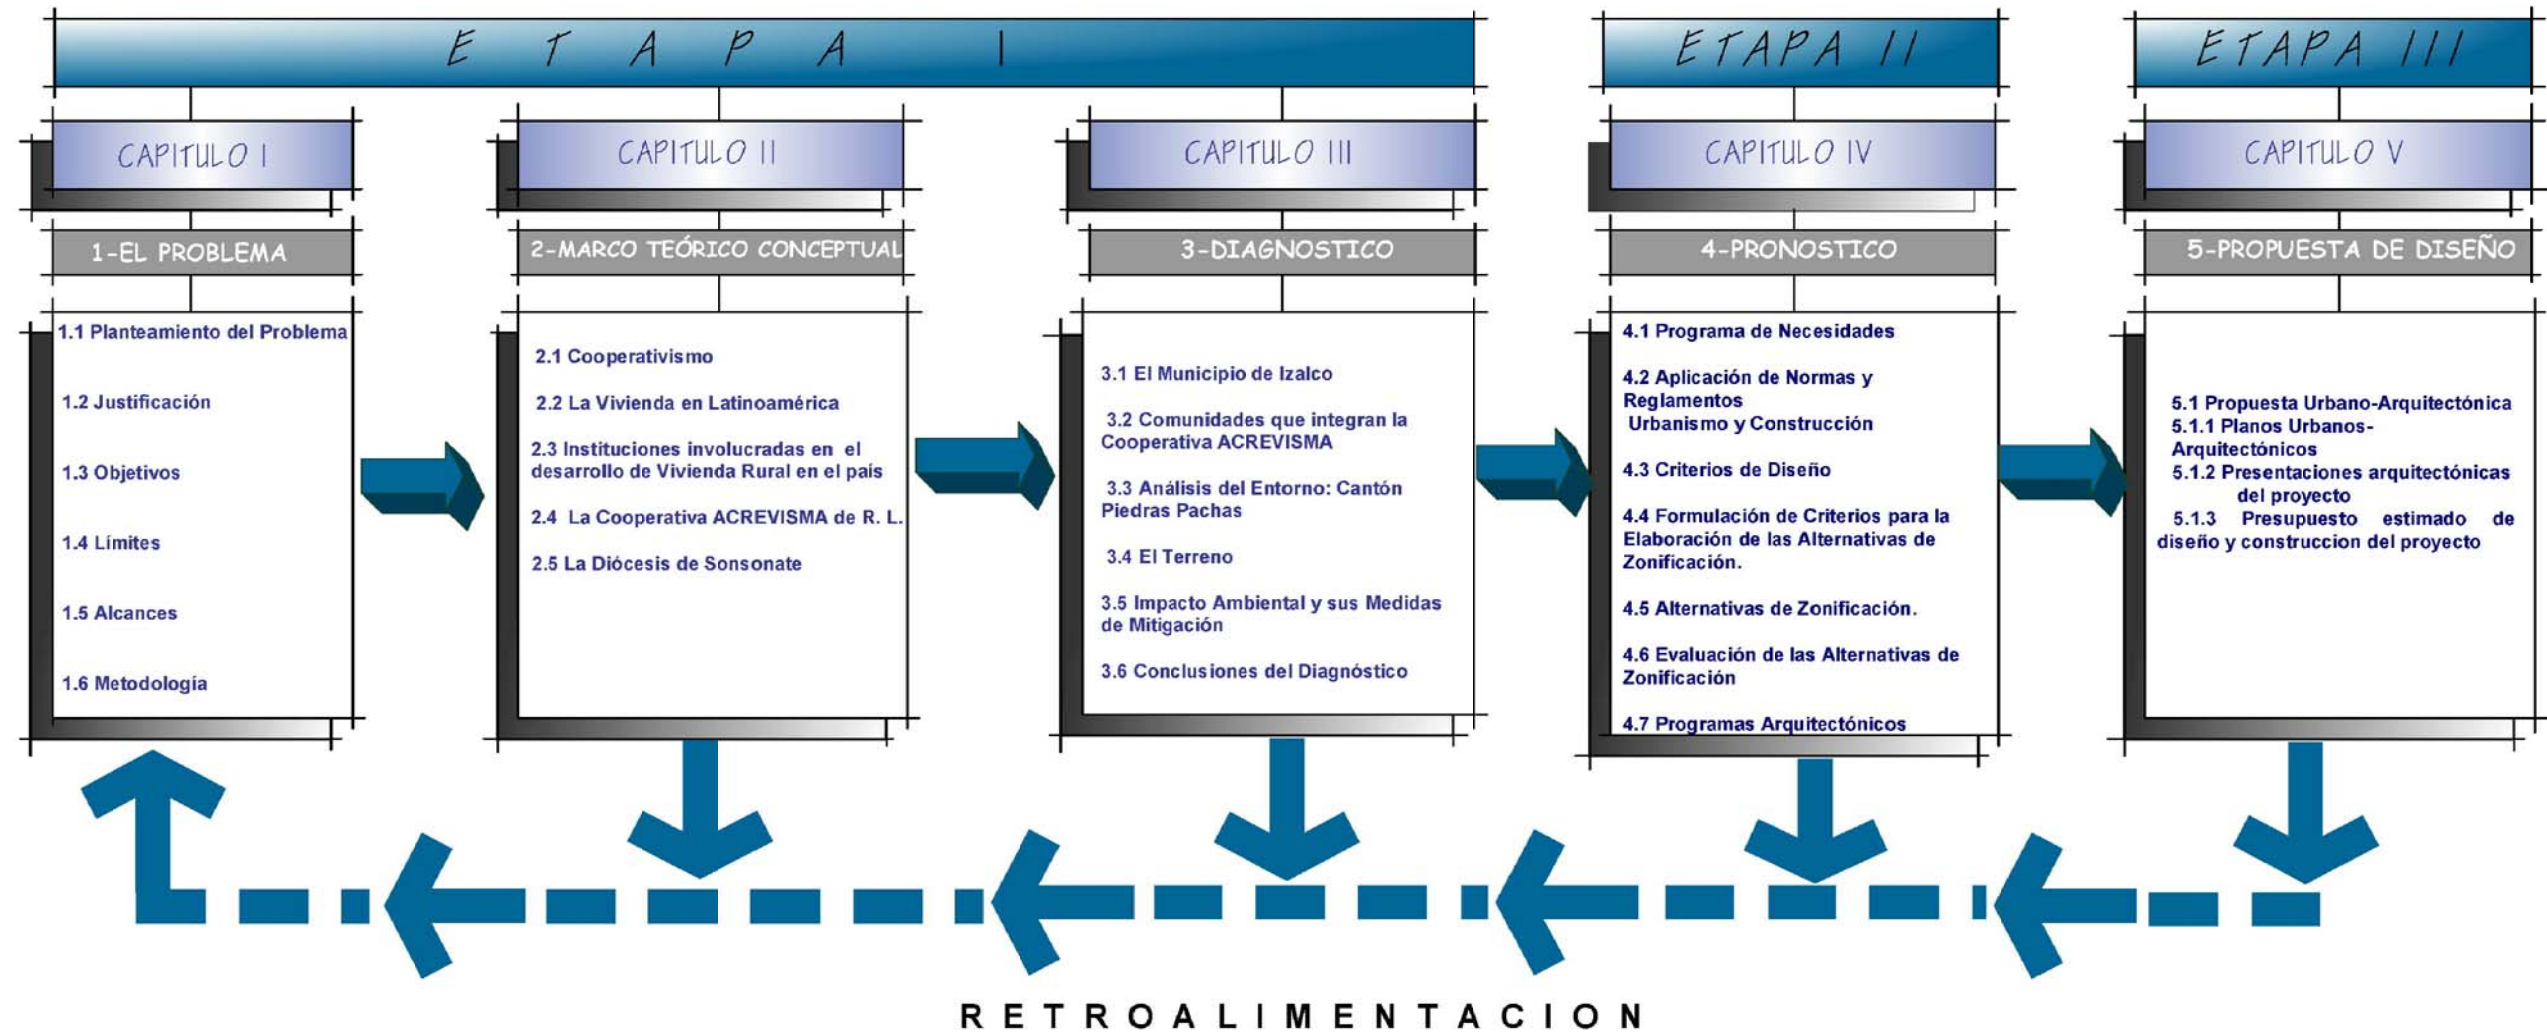 E T A P A I
ETAPA II
ETAPA III
CAPITULO I
CAPITULO II
CAPITULO III
CAPITULO IV
CAPITULO V
1-EL PROBLEMA
2-MARCO TEÓRICO CONCEPTUAL
3-DIAGNOSTICO
4-PRONOSTICO
5-PROPUESTA DE DISEÑO
1.1 Planteamiento del Problema
1.2 Justificación
1.3 Objetivos
1.4 Límites
1.5 Alcances
1.6 Metodología
2.1 Cooperativismo
2.2 La Vivienda en Latinoamérica
2.3 Instituciones involucradas en el
desarrollo de Vivienda Rural en el país
2.4 La Cooperativa ACREVISMA de R. L.
2.5 La Diócesis de Sonsonate
3.1 El Municipio de Izalco
3.2 Comunidades que integran la
Cooperativa ACREVISMA
3.3 Análisis del Entorno: Cantón
Piedras Pachas
3.4 El Terreno
3.5 Impacto Ambiental y sus Medidas
de Mitigación
3.6 Conclusiones del Diagnóstico
4.1 Programa de Necesidades
4.2 Aplicación de Normas y
Reglamentos
Urbanismo y Construcción
4.3 Criterios de Diseño
4.4 Formulación de Criterios para la
Elaboración de las Alternativas de
Zonificación.
4.5 Alternativas de Zonificación.
4.6 Evaluación de las Alternativas de
Zonificación
4.7 Programas Arquitectónicos
5.1 Propuesta Urbano-Arquitectónica
5.1.1 Planos Urbanos-
Arquitectónicos
5.1.2 Presentaciones arquitectónicas
del proyecto
5.1.3 Presupuesto estimado de
diseño y construccion del proyecto
R E T R O A L I M E N T A C I O N